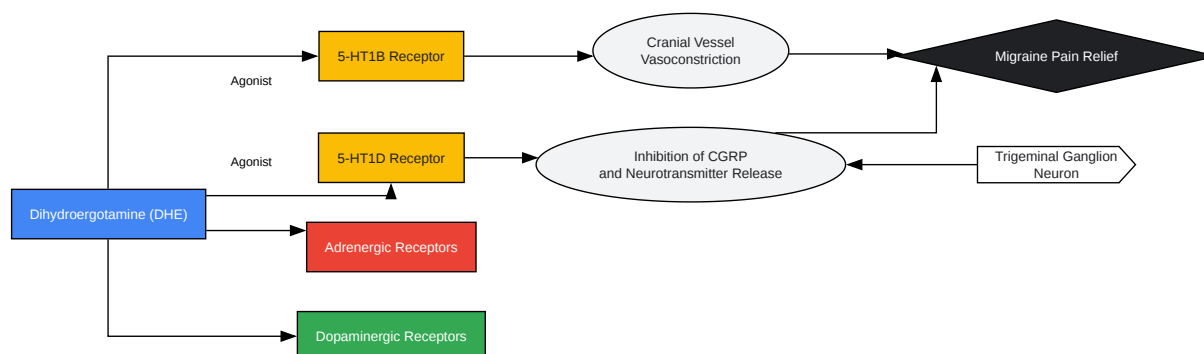 Cranial Vessel
Vasoconstriction
5-HT1B Receptor
Migraine Pain Relief
Agonist
5-HT1D Receptor
Inhibition of CGRP
and Neurotransmitter Release
Trigeminal Ganglion
Neuron
Agonist
Dihydroergotamine (DHE)
Adrenergic Receptors
Dopaminergic Receptors